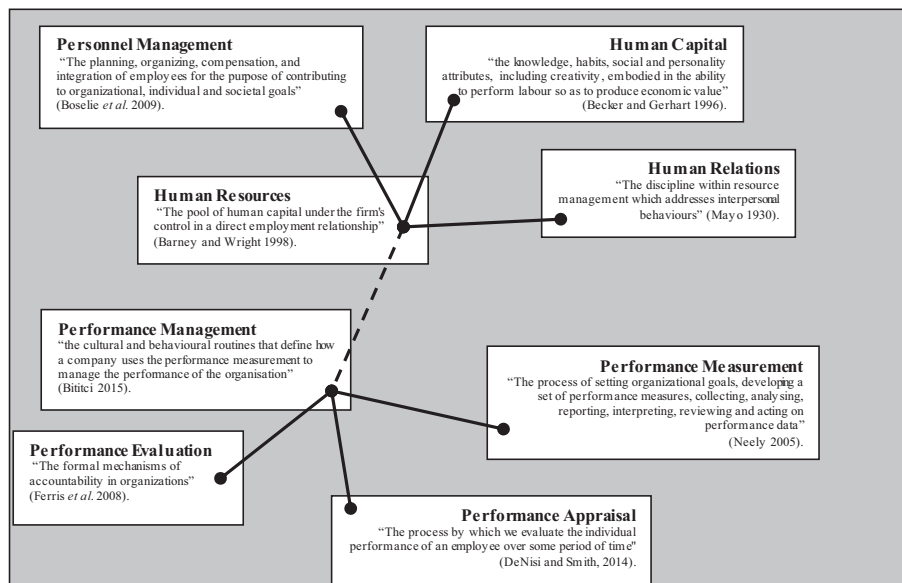 Personnel Management
“The planning, organizing, compensation, and
integration of employees for the purpose of contributing
to organizational, individual and societal goals”
(Boselie et al. 2009).
Human Capital
“the knowledge, habits, social and personality
attributes, including creativity, embodied in the ability
to perform labour so as to produce economic value”
(Becker and Gerhart 1996).
Human Relations
“The discipline within resource
management which addresses interpersonal
behaviours” (Mayo 1930).
Human Resources
“The pool of human capital under the firm's
control in a direct employment relationship”
(Barney and Wright 1998).
Performance Management
“the cultural and behavioural routines that define how
a company uses the performance measurement to
manage the performance of the organisation”
(Bititci 2015).
Performance Measurement
“The process of setting organizational goals, developing a
set of performance measures, collecting, analysing,
reporting, interpreting, reviewing and acting on
performance data”
(Neely 2005).
Performance Evaluation
“The formal mechanisms of
accountability in organizations”
(Ferris et al. 2008).
Performance Appraisal
“The process by which we evaluate the individual
performance of an employee over some period of time"
(DeNisi and Smith, 2014).